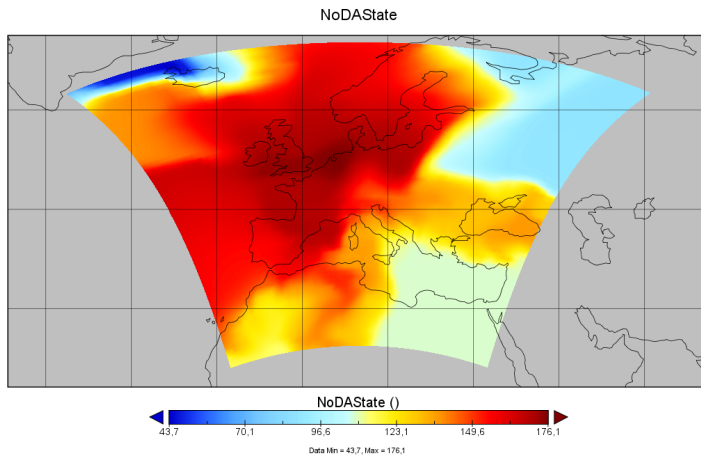 NoDAState
NoDAState ()
43,7 70,1 96,6 123,1 149,6 176,1
Data Min = 43,7, Max = 176,1